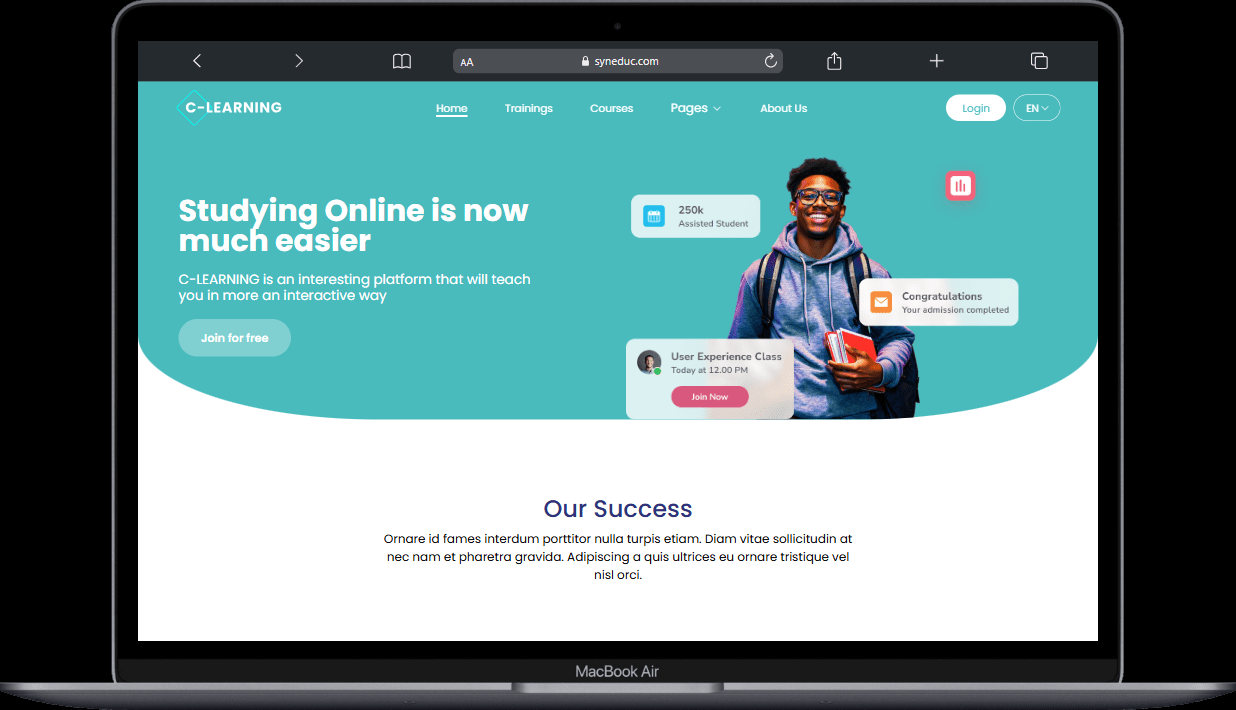 AA
syneduc.com
C-LEARNING
Home
Trainings
Courses
Pages
About Us
Login
EN
Studying Online is now
much easier
C-LEARNING is an interesting platform that will teach
you in more an interactive way
Join for free
250k
Assisted Student
Congratulations
Your admission completed
User Experience Class
Today at 12.00 PM
Join Now
Our Success
Ornare id fames interdum porttitor nulla turpis etiam. Diam vitae sollicitudin at
nec nam et pharetra gravida. Adipiscing a quis ultrices eu ornare tristique vel
nisl orci.
MacBook Air